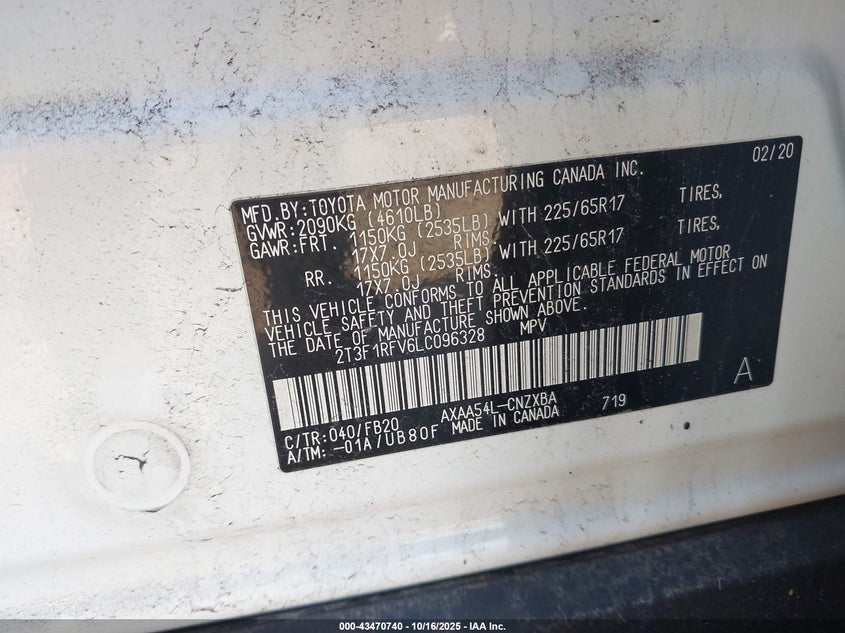 02/20
MFD.BY:TOYOTA MOTOR MANUFACTURING CANADA INC.
GVWR:2090KG (4610LB)
GAWR:FRT. 1150KG (2535LB) WITH 225/65R17 TIRES,
17X7.0J RIMS.
RR. 1150KG (2535LB) WITH 225/65R17 TIRES,
17X7.0J RIMS.
THIS VEHICLE CONFORMS TO ALL APPLICABLE FEDERAL MOTOR
VEHICLE SAFETY AND THEFT PREVENTION STANDARDS IN EFFECT ON
THE DATE OF MANUFACTURE SHOWN ABOVE.
2T3F1RFV6LC096328 MPV
C/TR:040/FB20 AXAA54L-CNZXBA 719
A/TM:-01A/UB80F MADE IN CANADA
A
000-43470740 | 10/16/2025 | IAA Inc.